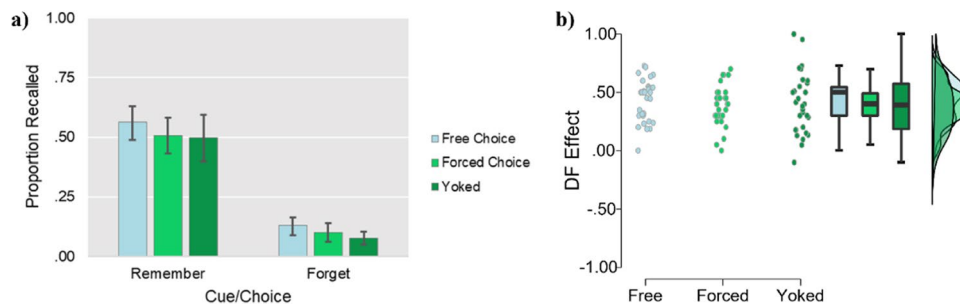 a)
Proportion Recalled
1.00
.75
.50
.25
.00
Remember
Forget
Cue/Choice
Free Choice
Forced Choice
Yoked
b)
DF Effect
1.00
.50
.00
-.50
-1.00
Free
Forced
Yoked